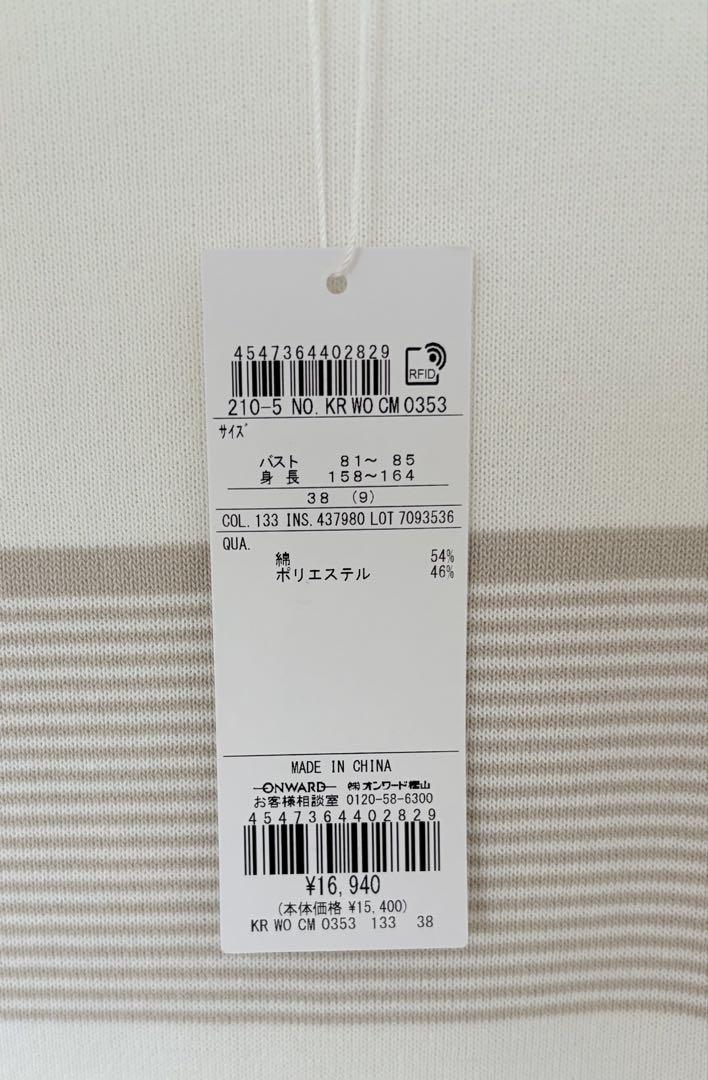 4547364402829
RFID
210-5 NO. KR WO CM 0353
サイズ
バスト 81～ 85
身長 158～164
38 (9)
COL. 133 INS. 437980 LOT 7093536
QUA.
綿 54%
ポリエステル 46%
MADE IN CHINA
ONWARD ㈱オンワード樫山
お客様相談室 0120-58-6300
4547364402829
¥16,940
(本体価格 ¥15,400)
KR WO CM 0353 133 38